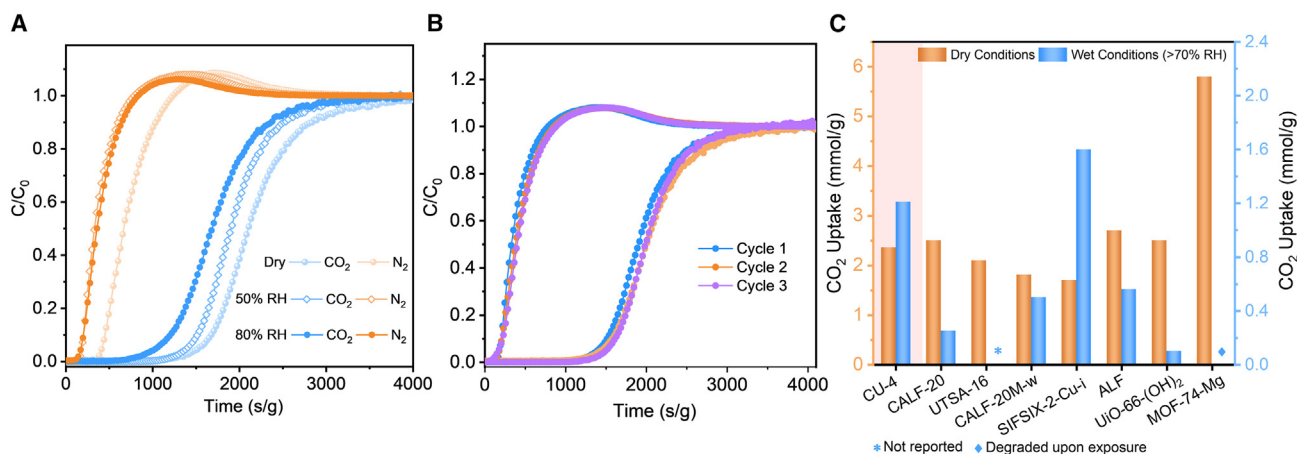 A
C/C0
1.0
0.8
0.6
0.4
0.2
0.0
Dry CO2 N2
50% RH CO2 N2
80% RH CO2 N2
0 1000 2000 3000 4000
Time (s/g)
B
C/C0
1.2
1.0
0.8
0.6
0.4
0.2
0.0
Cycle 1
Cycle 2
Cycle 3
0 1000 2000 3000 4000
Time (s/g)
C
Dry Conditions Wet Conditions (>70% RH)
CO2 Uptake (mmol/g)
6
5
4
3
2
1
0
CO2 Uptake (mmol/g)
2.4
2.0
1.6
1.2
0.8
0.4
0.0
*
◆
CU-4
CALF-20
UTSA-16
CALF-20M-w
SIFSIX-2-Cu-i
ALF
UiO-66-(OH)2
MOF-74-Mg
* Not reported ◆ Degraded upon exposure